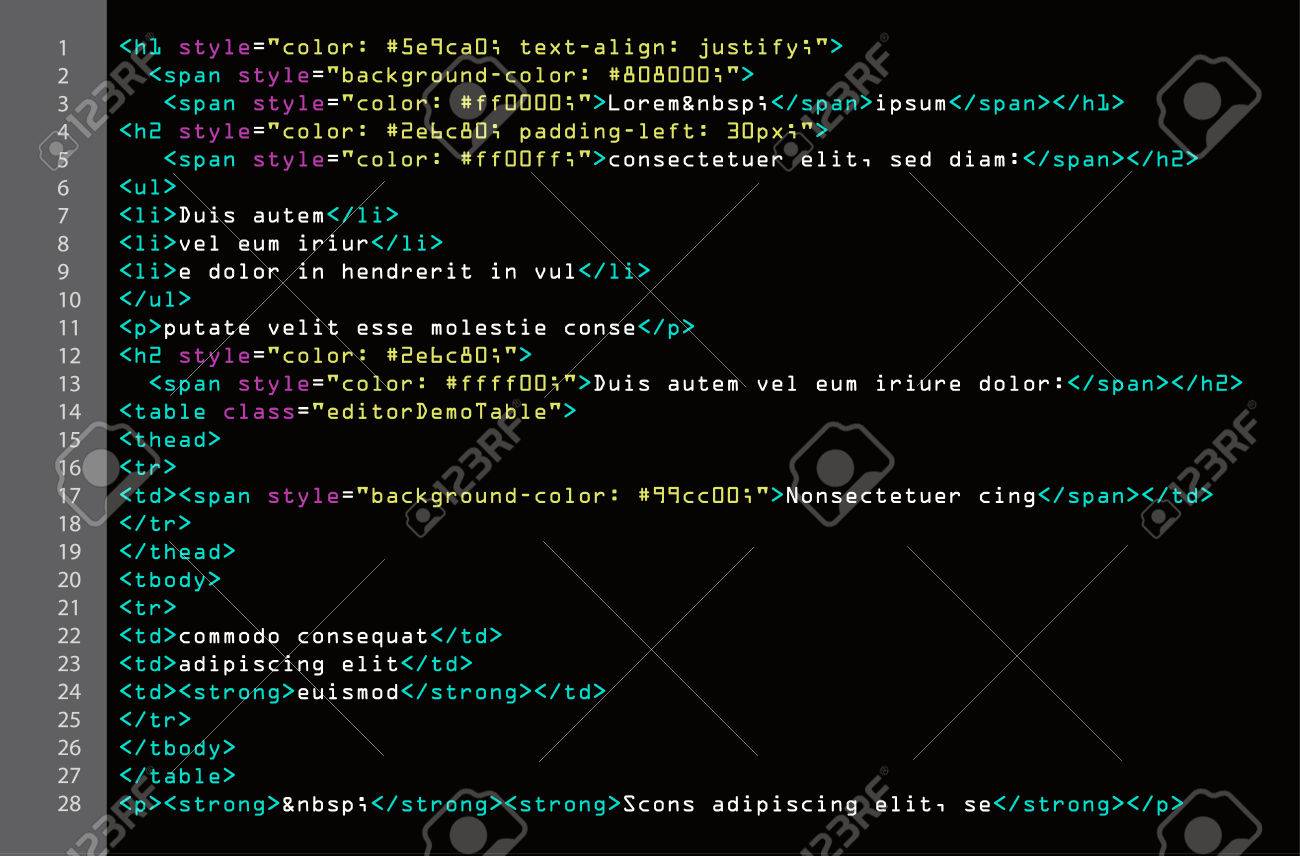 1 <h1 style="color: #5e9ca0; text-align: justify;">
2 <span style="background-color: #808000;">
3 <span style="color: #ff0000;">Lorem&nbsp;</span>ipsum</span></h1>
4 <h2 style="color: #2e6c80; padding-left: 30px;">
5 <span style="color: #ff00ff;">consectetuer elit, sed diam:</span></h2>
6 <ul>
7 <li>Duis autem</li>
8 <li>vel eum iriur</li>
9 <li>e dolor in hendrerit in vul</li>
10 </ul>
11 <p>putate velit esse molestie conse</p>
12 <h2 style="color: #2e6c80;">
13 <span style="color: #ffff00;">Duis autem vel eum iriure dolor:</span></h2>
14 <table class="editorDemoTable">
15 <thead>
16 <tr>
17 <td><span style="background-color: #99cc00;">Nonsectetuer cing</span></td>
18 </tr>
19 </thead>
20 <tbody>
21 <tr>
22 <td>commodo consequat</td>
23 <td>adipiscing elit</td>
24 <td><strong>euismod</strong></td>
25 </tr>
26 </tbody>
27 </table>
28 <p><strong>&nbsp;</strong><strong>Scons adipiscing elit, se</strong></p>
123RF®
123RF®
123RF®
123RF®
123RF®
123RF®